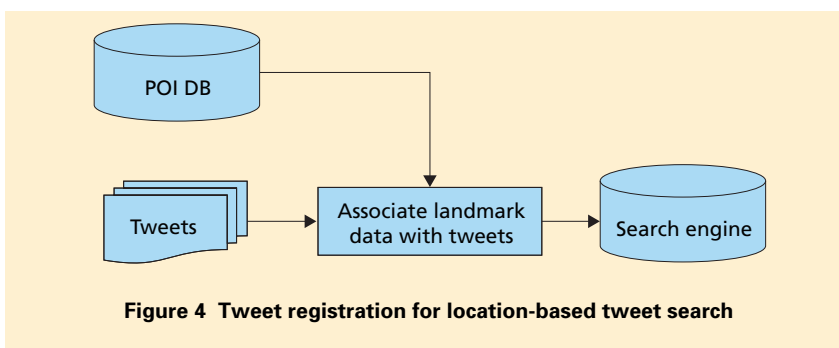 POI DB
Tweets
Associate landmark
data with tweets
Search engine
Figure 4 Tweet registration for location-based tweet search